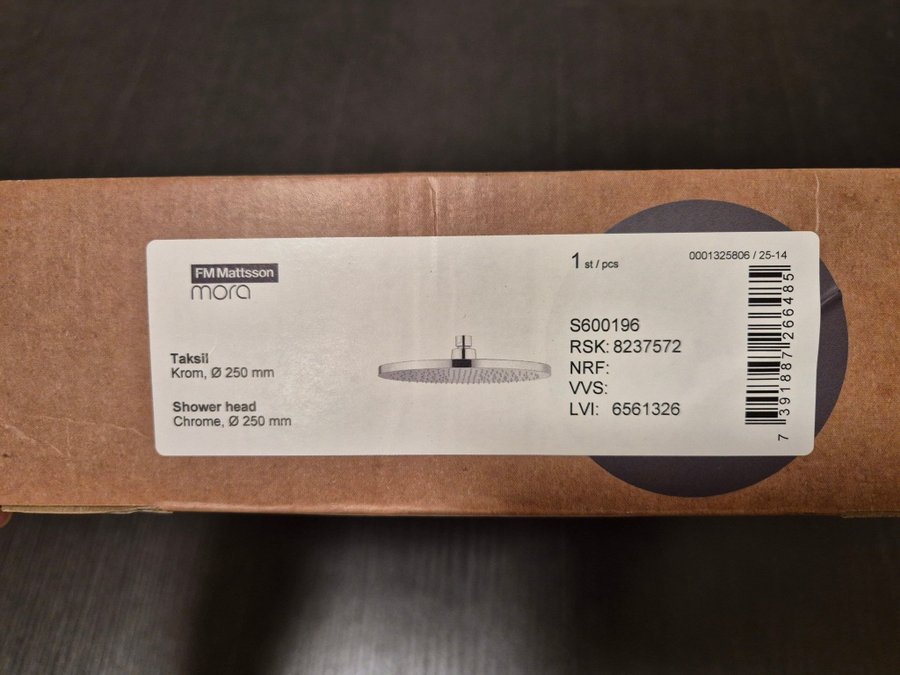 FM Mattsson
mora
1 st / pcs
0001325806 / 25-14
Taksil
Krom, Ø 250 mm
Shower head
Chrome, Ø 250 mm
S600196
RSK: 8237572
NRF:
VVS:
LVI: 6561326
7 391887 266485